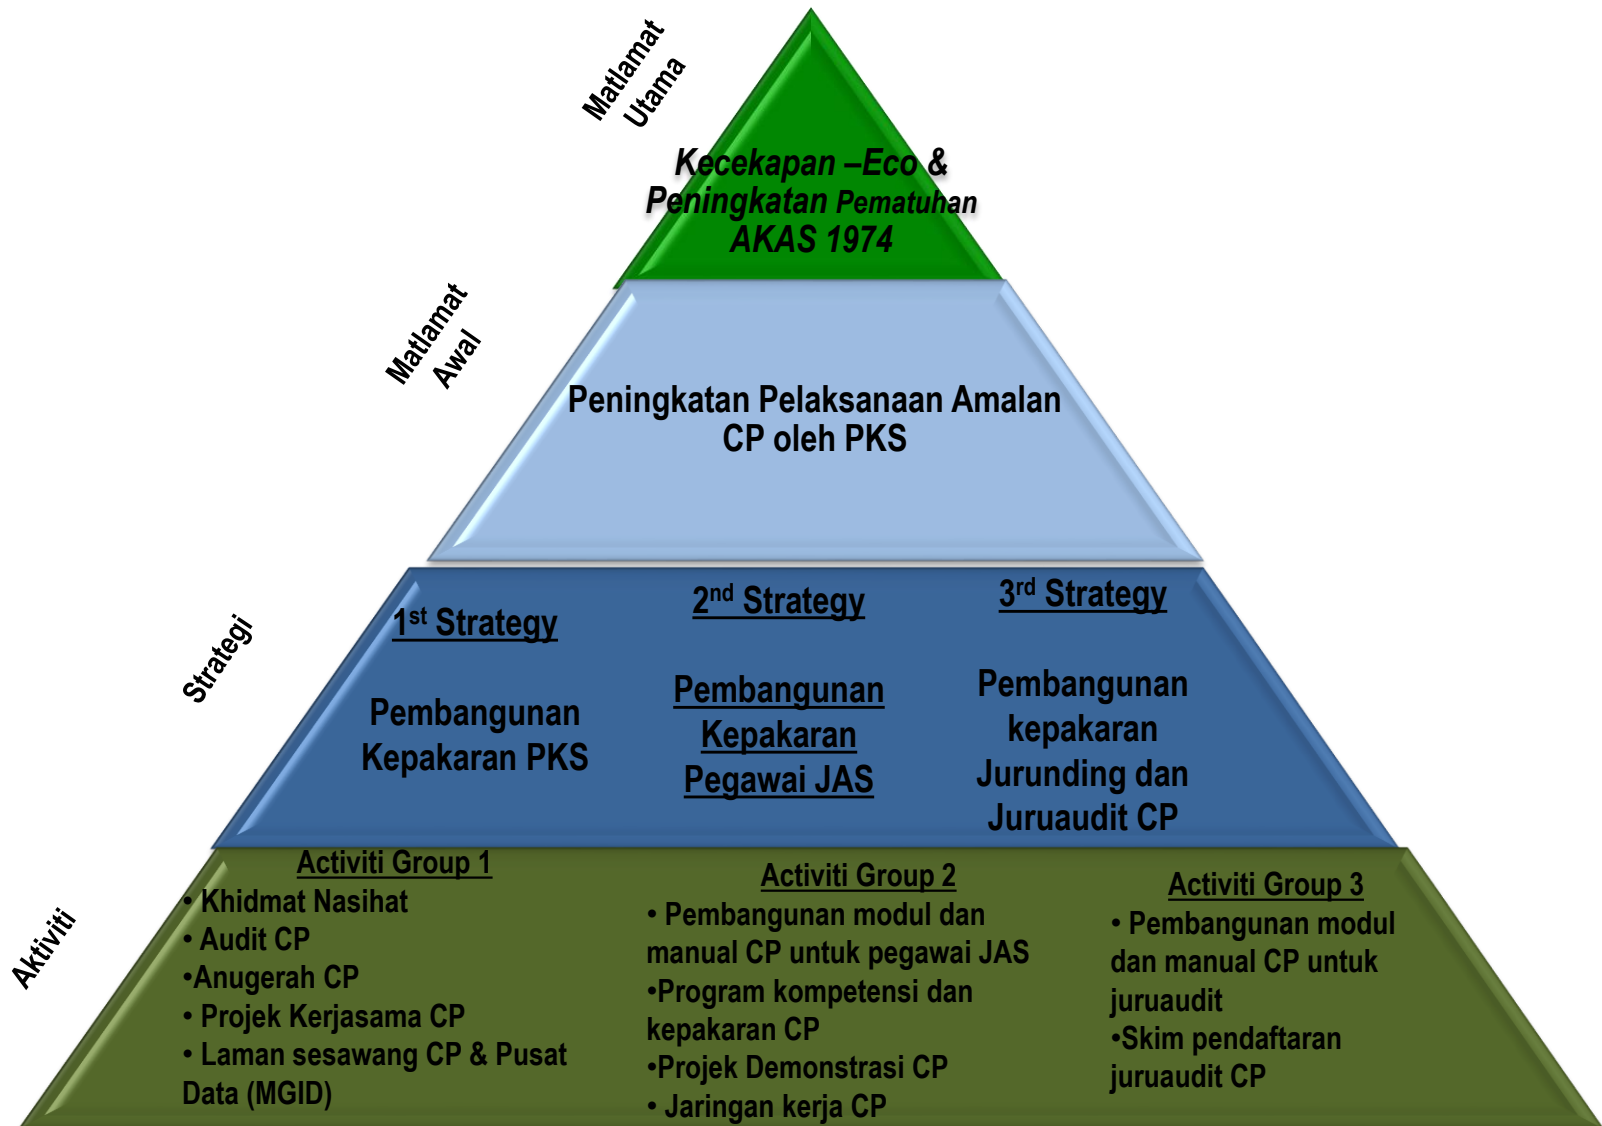 Matlamat
Utama
Kecekapan –Eco &
Peningkatan Pematuhan
AKAS 1974
Matlamat
Awal
Peningkatan Pelaksanaan Amalan
CP oleh PKS
Strategi
1st Strategy
Pembangunan
Kepakaran PKS
2nd Strategy
Pembangunan
Kepakaran
Pegawai JAS
3rd Strategy
Pembangunan
kepakaran
Jurunding dan
Juruaudit CP
Aktiviti
Activiti Group 1
• Khidmat Nasihat
• Audit CP
•Anugerah CP
• Projek Kerjasama CP
• Laman sesawang CP & Pusat
Data (MGID)
Activiti Group 2
• Pembangunan modul dan
manual CP untuk pegawai JAS
•Program kompetensi dan
kepakaran CP
•Projek Demonstrasi CP
• Jaringan kerja CP
Activiti Group 3
• Pembangunan modul
dan manual CP untuk
juruaudit
•Skim pendaftaran
juruaudit CP